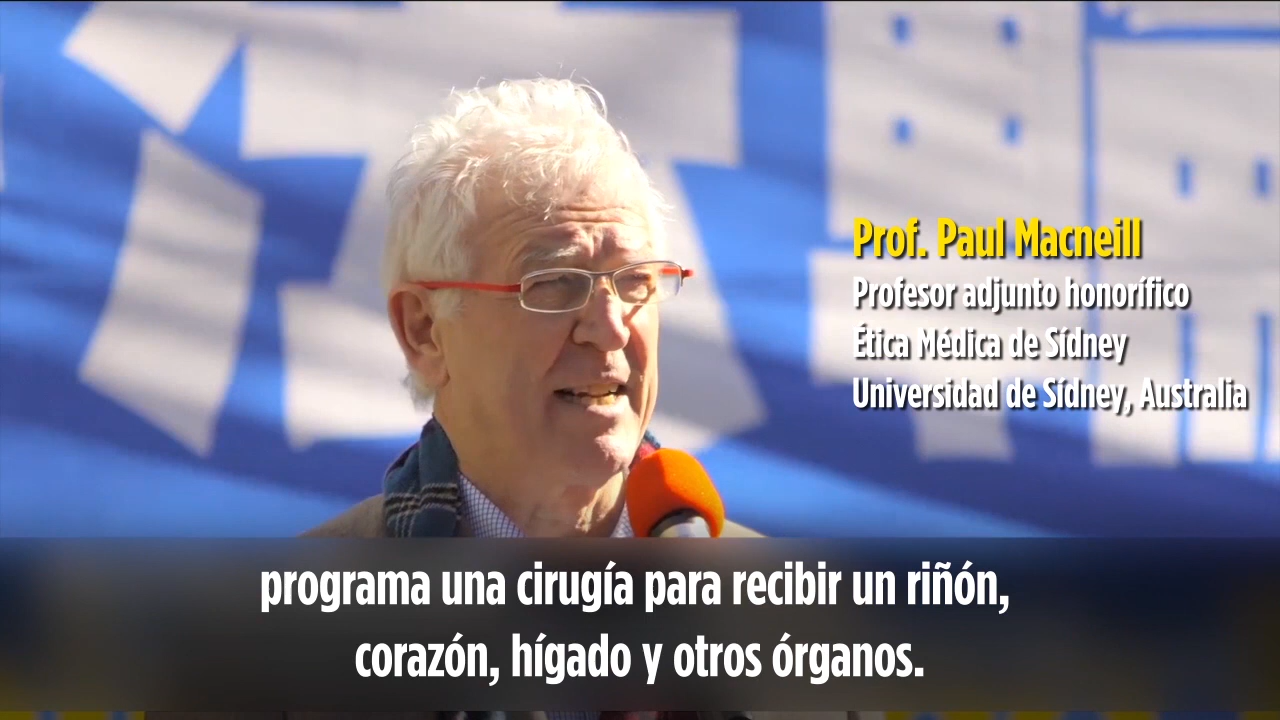 Prof. Paul Macneill
Profesor adjunto honorífico
Ética Médica de Sídney
Universidad de Sídney, Australia
programa una cirugía para recibir un riñón,
corazón, hígado y otros órganos.